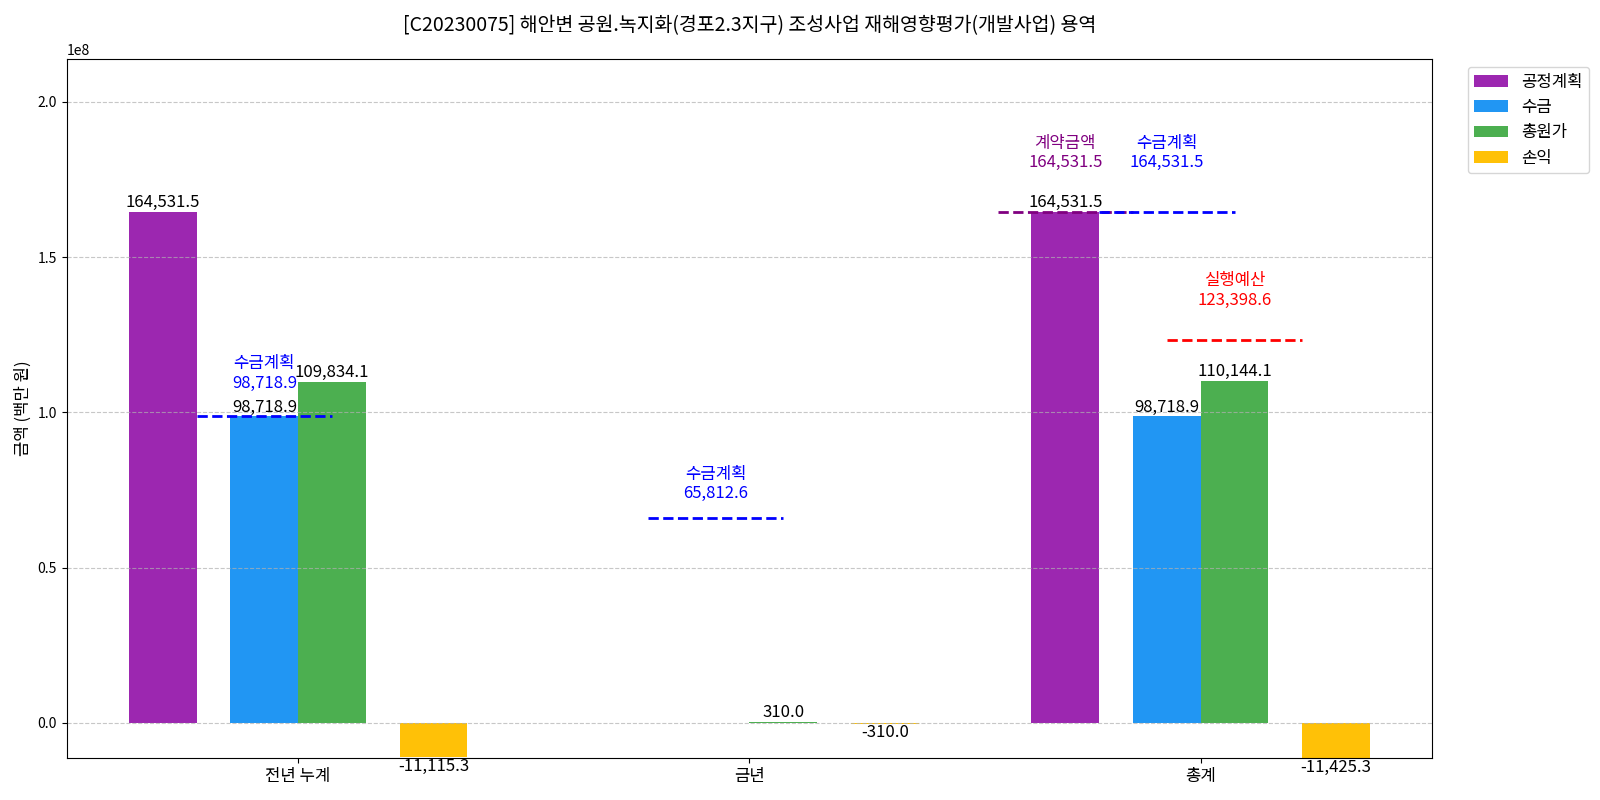 [C20230075] 해안변 공원.녹지화(경포2.3지구) 조성사업 재해영향평가(개발사업) 용역
1e8
공정계획
수금
총원가
손익
금액 (백만 원)
2.0
1.5
1.0
0.5
0.0
164,531.5
수금계획
98,718.9
98,718.9
109,834.1
-11,115.3
수금계획
65,812.6
310.0
-310.0
계약금액
164,531.5
수금계획
164,531.5
164,531.5
실행예산
123,398.6
98,718.9
110,144.1
-11,425.3
전년 누계
금년
총계